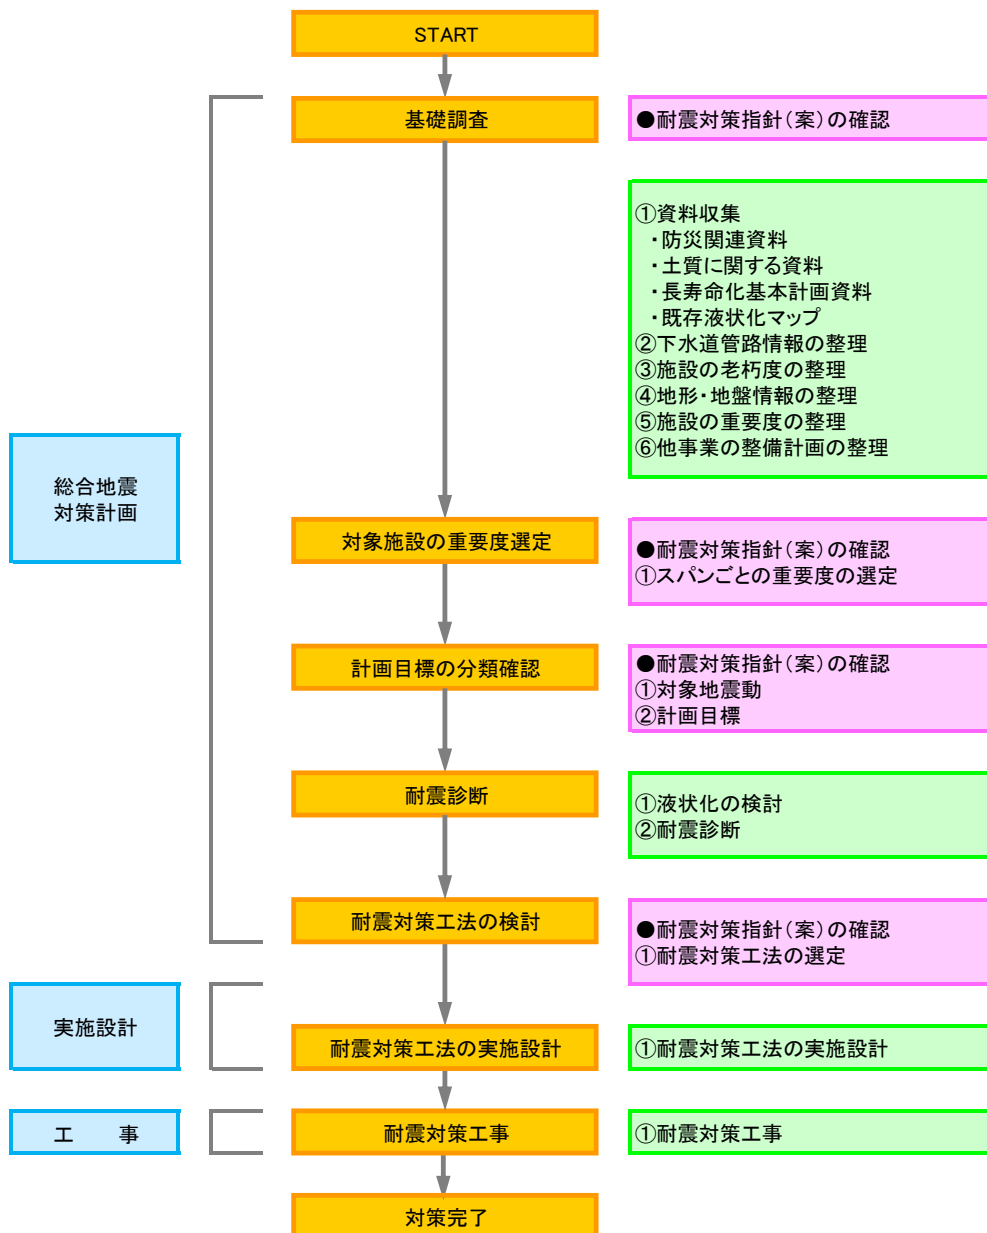 START
基礎調査
●耐震対策指針(案)の確認
①資料収集
・防災関連資料
・土質に関する資料
・長寿命化基本計画資料
・既存液状化マップ
②下水道管路情報の整理
③施設の老朽度の整理
④地形・地盤情報の整理
⑤施設の重要度の整理
⑥他事業の整備計画の整理
総合地震
対策計画
対象施設の重要度選定
●耐震対策指針(案)の確認
①スパンごとの重要度の選定
計画目標の分類確認
●耐震対策指針(案)の確認
①対象地震動
②計画目標
耐震診断
①液状化の検討
②耐震診断
耐震対策工法の検討
●耐震対策指針(案)の確認
①耐震対策工法の選定
実施設計
耐震対策工法の実施設計
①耐震対策工法の実施設計
工 事
耐震対策工事
①耐震対策工事
対策完了